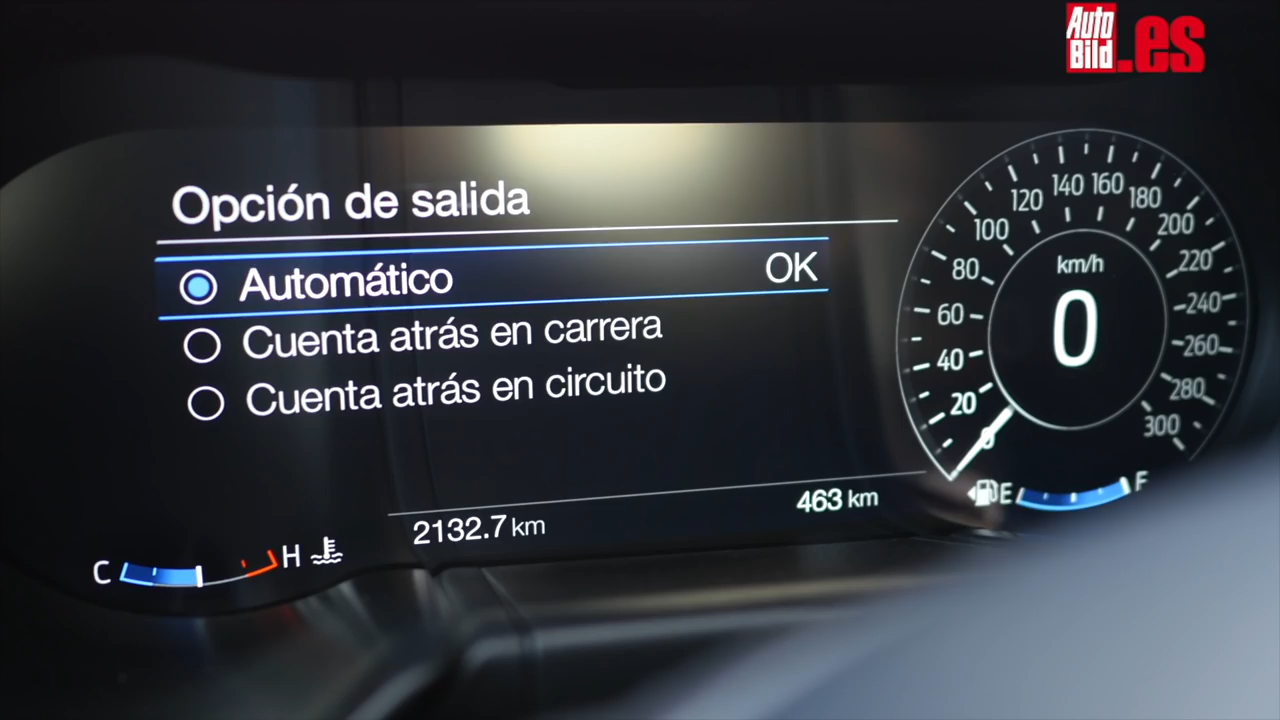 Auto
Bild.es
Opción de salida
Automático OK
Cuenta atrás en carrera
Cuenta atrás en circuito
463 km
2132.7 km
C H
km/h
0
0 20 40 60 80 100 120 140 160 180 200 220 240 260 280 300
E F